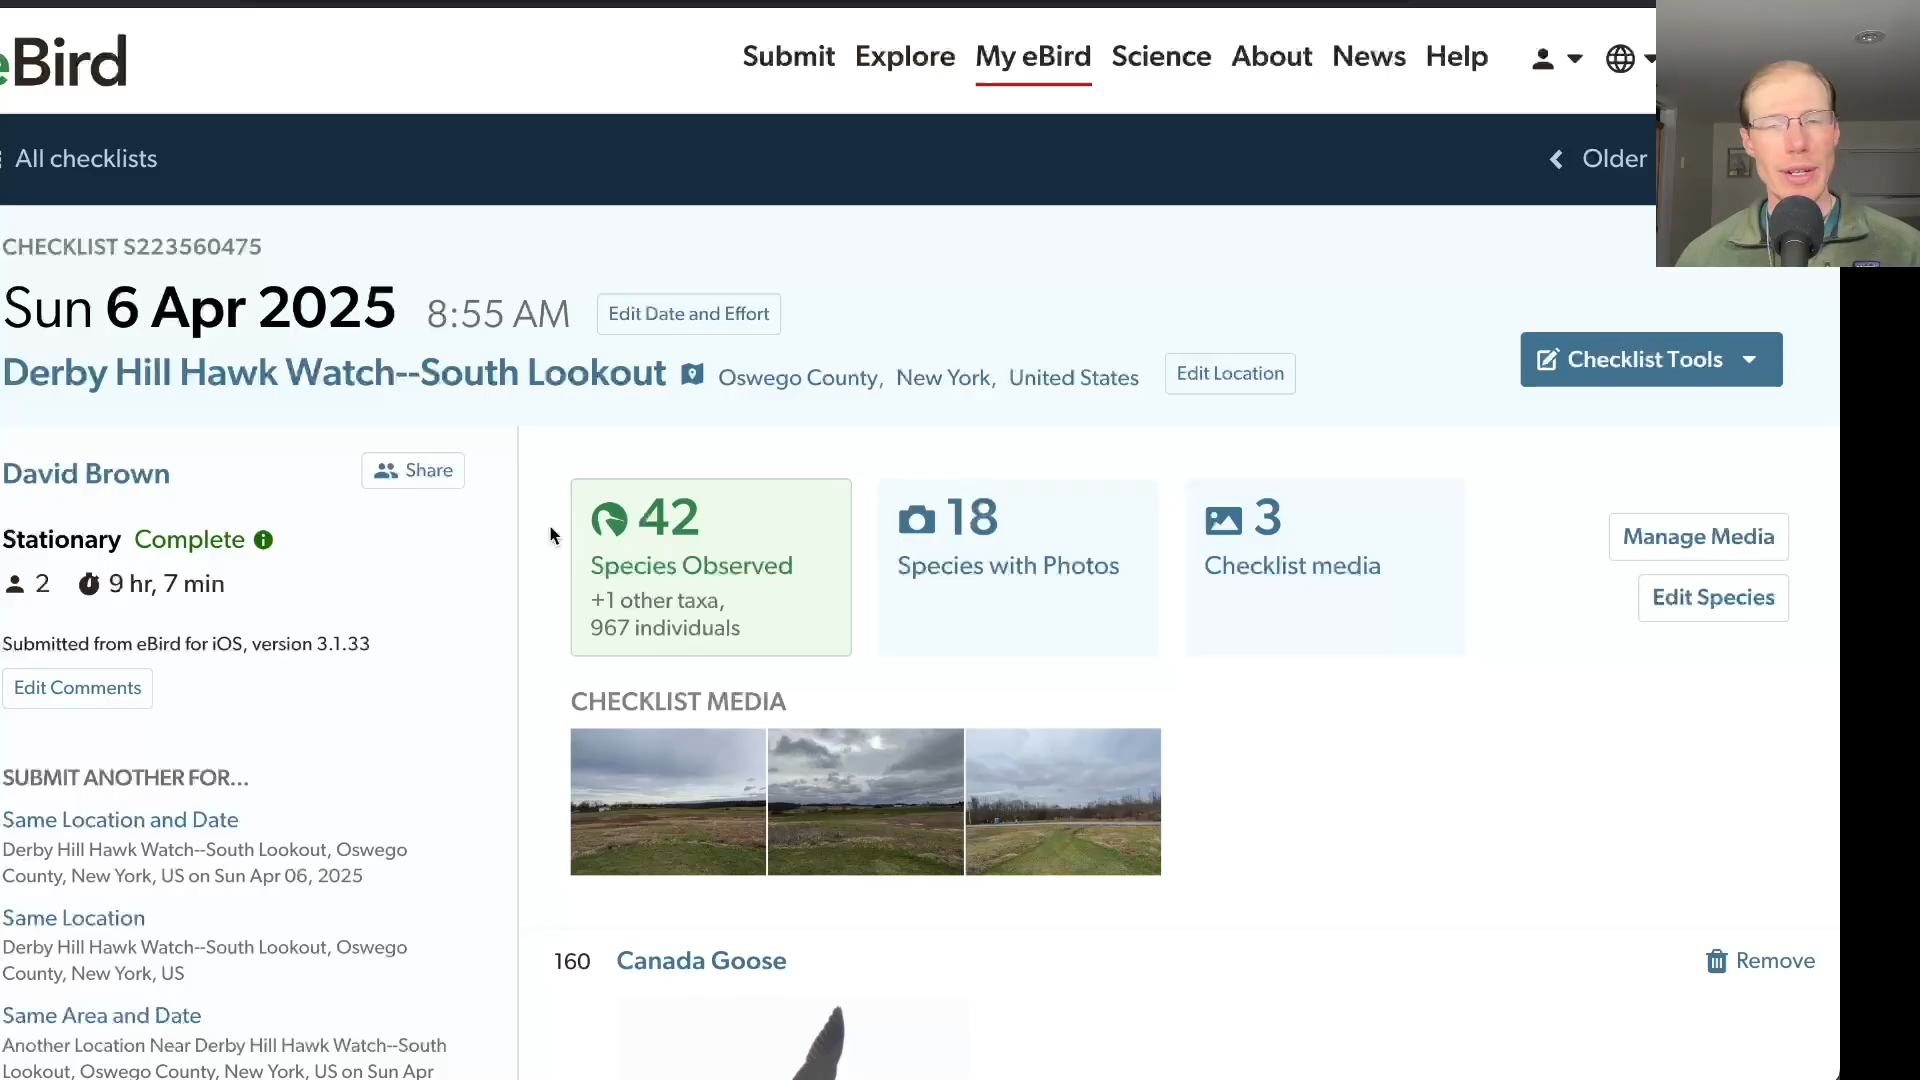 eBird
Submit Explore My eBird Science About News Help
All checklists
Older
CHECKLIST S223560475
Sun 6 Apr 2025 8:55 AM Edit Date and Effort
Derby Hill Hawk Watch--South Lookout Oswego County, New York, United States Edit Location
Checklist Tools
David Brown
Share
Stationary Complete
2 9 hr, 7 min
Submitted from eBird for iOS, version 3.1.33
Edit Comments
SUBMIT ANOTHER FOR...
Same Location and Date
Derby Hill Hawk Watch--South Lookout, Oswego
County, New York, US on Sun Apr 06, 2025
Same Location
Derby Hill Hawk Watch--South Lookout, Oswego
County, New York, US
Same Area and Date
Another Location Near Derby Hill Hawk Watch--South
Lookout, Oswego County, New York, US on Sun Apr
42
Species Observed
+1 other taxa,
967 individuals
18
Species with Photos
3
Checklist media
Manage Media
Edit Species
CHECKLIST MEDIA
160 Canada Goose
Remove